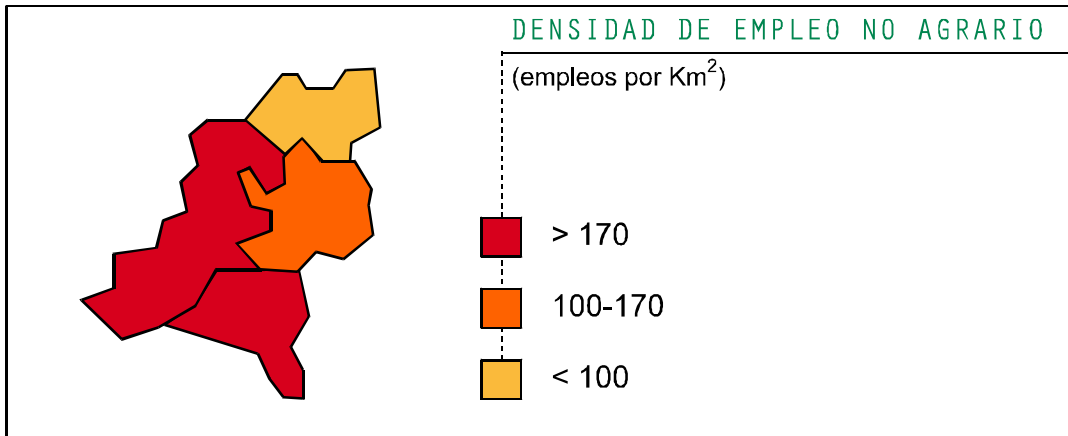 DENSIDAD DE EMPLEO NO AGRARIO
(empleos por Km²)
> 170
100-170
< 100